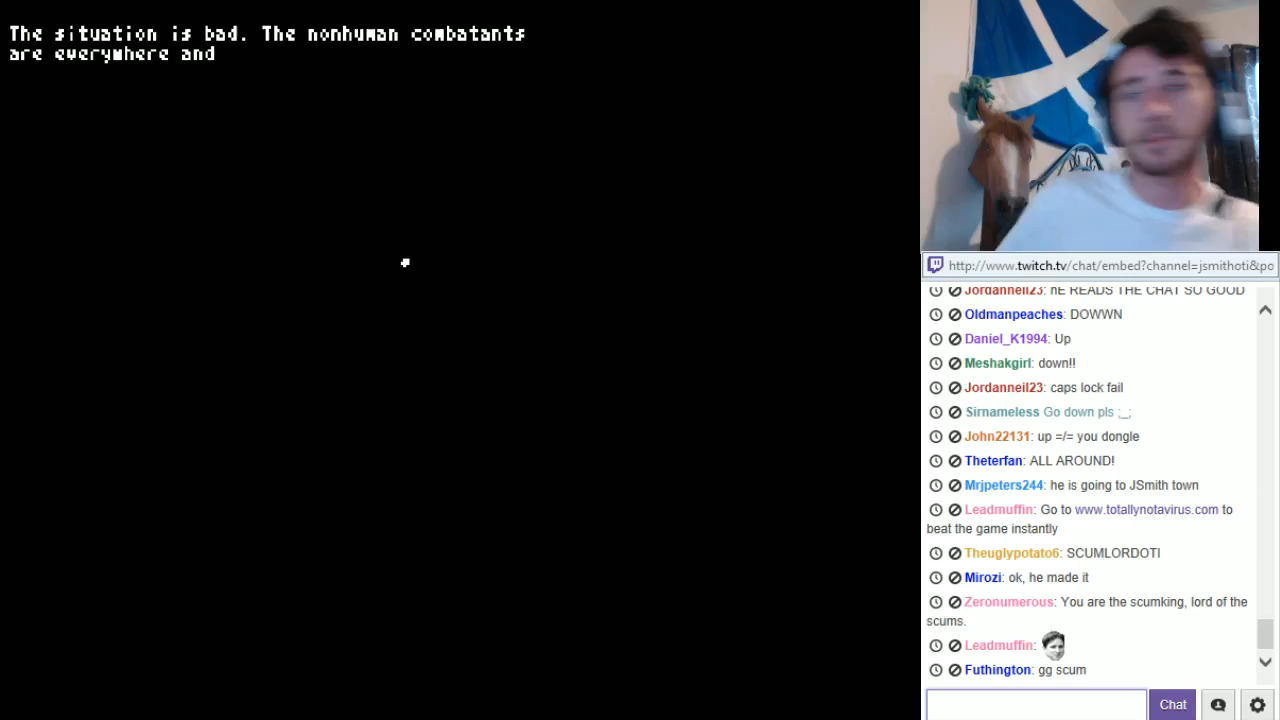 The situation is bad. The nonhuman combatants
are everywhere and
http://www.twitch.tv/chat/embed?channel=jsmithoti&po
Jordanneil23: hE READS THE CHAT SO GOOD
Oldmanpeaches: DOWWN
Daniel_K1994: Up
Meshakgirl: down!!
Jordanneil23: caps lock fail
Sirnameless Go down pls ;_;
John22131: up =/= you dongle
Theterfan: ALL AROUND!
Mrjpeters244: he is going to JSmith town
Leadmuffin: Go to www.totallynotavirus.com to
beat the game instantly
Theuglypotato6: SCUMLORDOTI
Mirozi: ok, he made it
Zeronumerous: You are the scumking, lord of the
scums.
Leadmuffin:
Futhington: gg scum
Chat